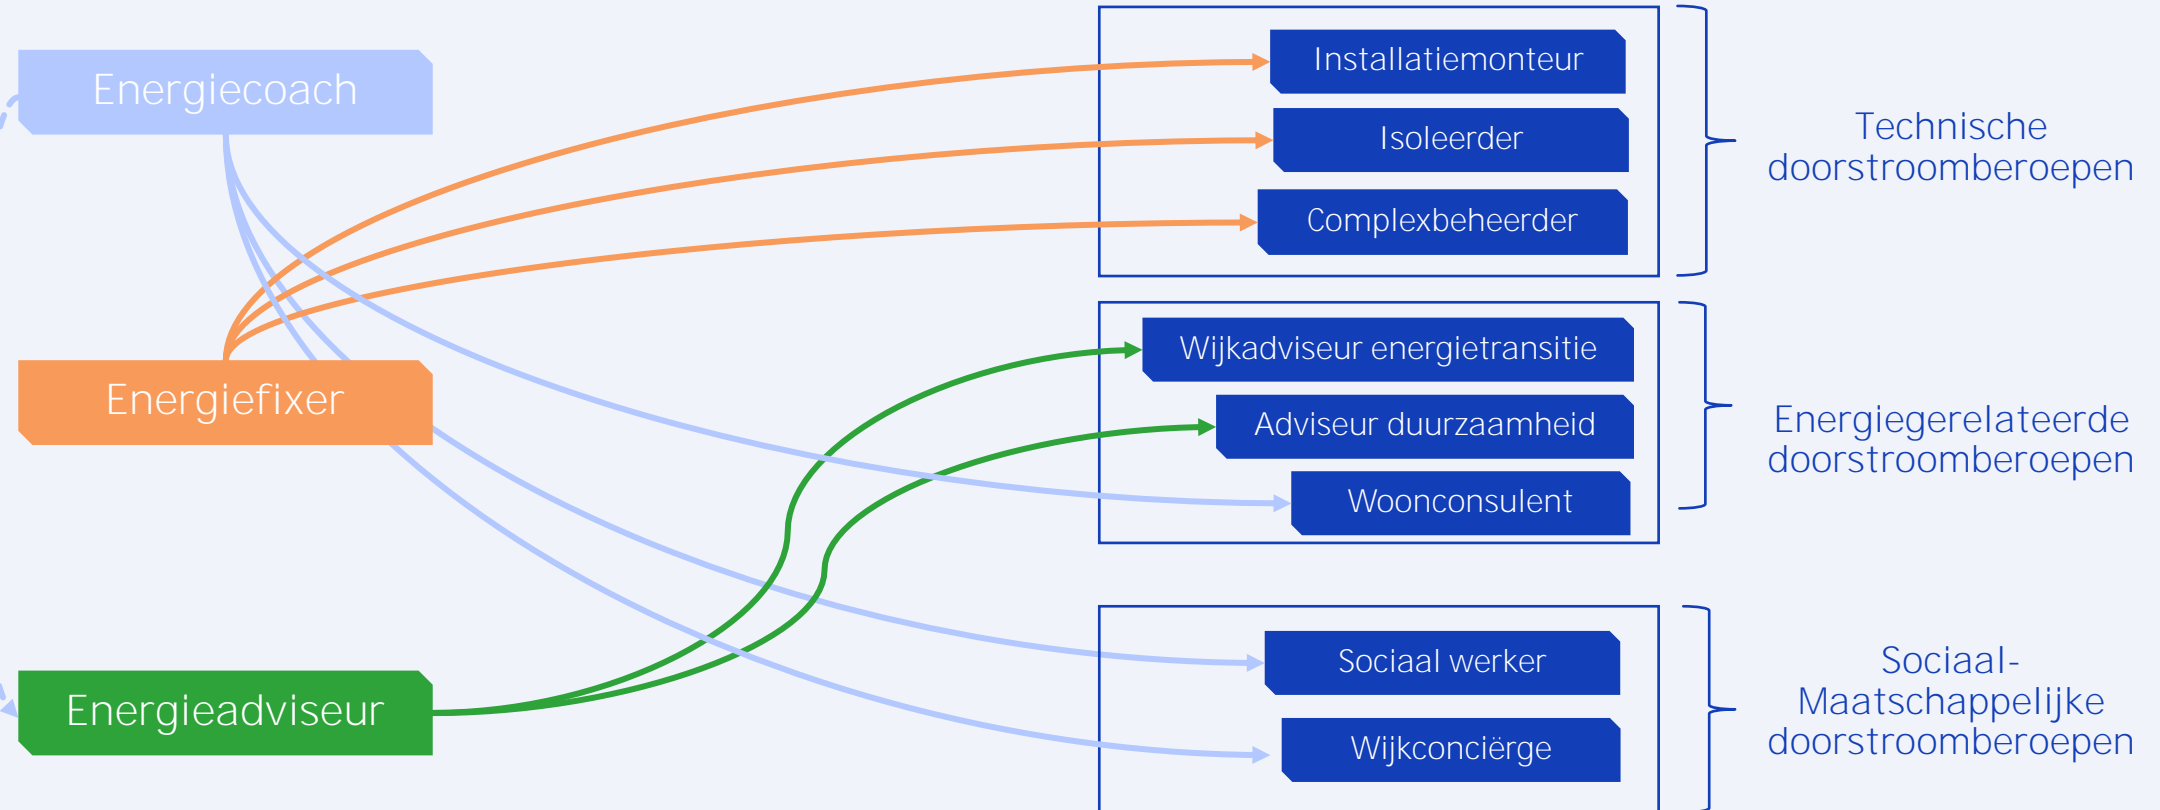 Energiecoach
Energiefixer
Energieadviseur
Installatiemonteur
Isoleerder
Complexbeheerder
Technische
doorstroomberoepen
Wijkadviseur energietransitie
Adviseur duurzaamheid
Woonconsulent
Energiegerelateerde
doorstroomberoepen
Sociaal werker
Wijkconciërge
Sociaal-
Maatschappelijke
doorstroomberoepen